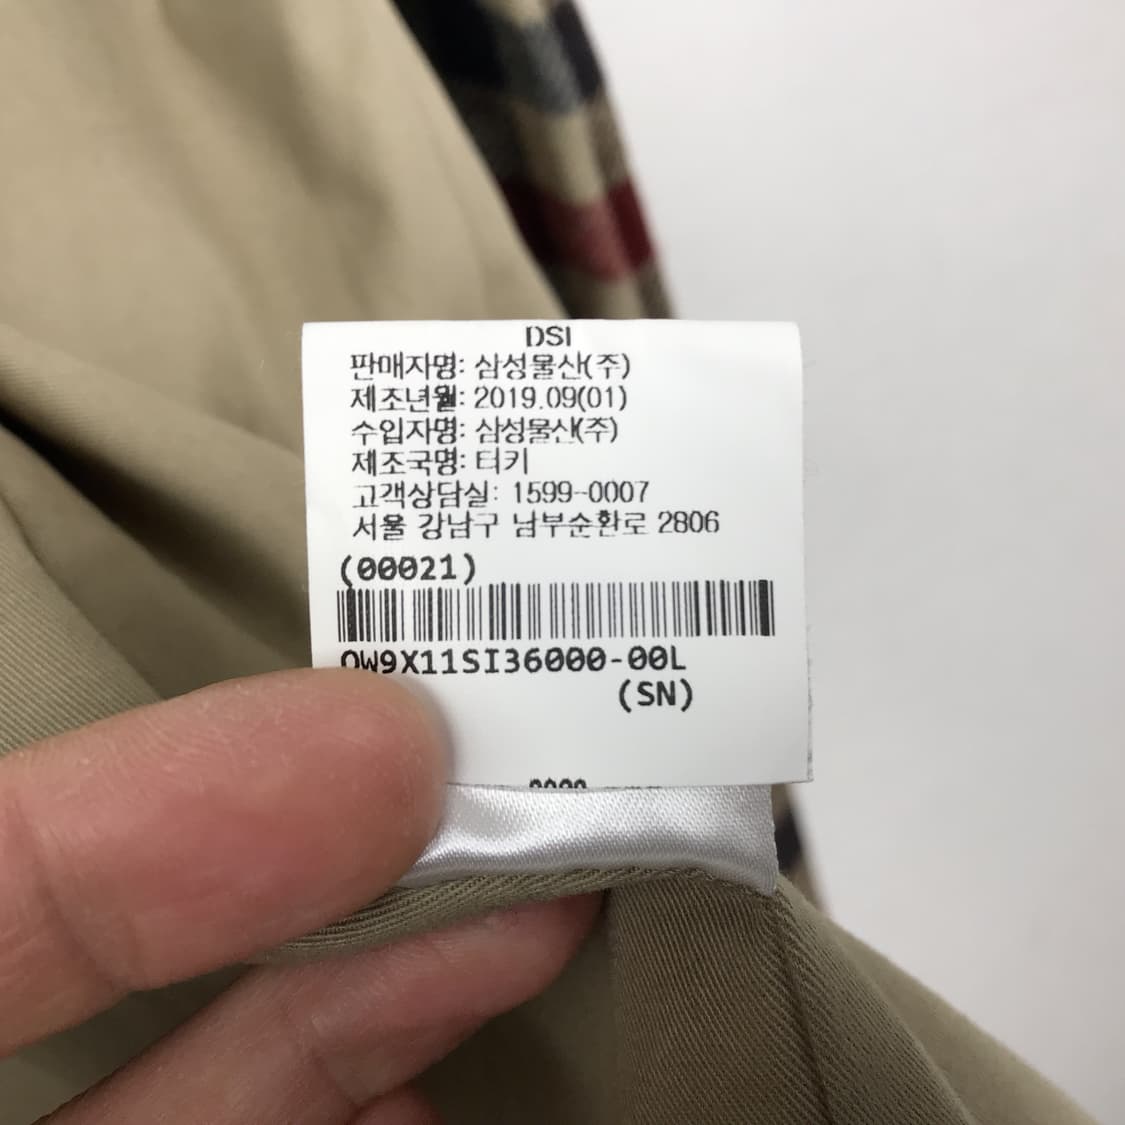 DSI
판매자명: 삼성물산(주)
제조년월: 2019.09(01)
수입자명: 삼성물산(주)
제조국명: 터키
고객상담실: 1599-0007
서울 강남구 남부순환로 2806
(00021)
QW9X11SI36000-00L
(SN)